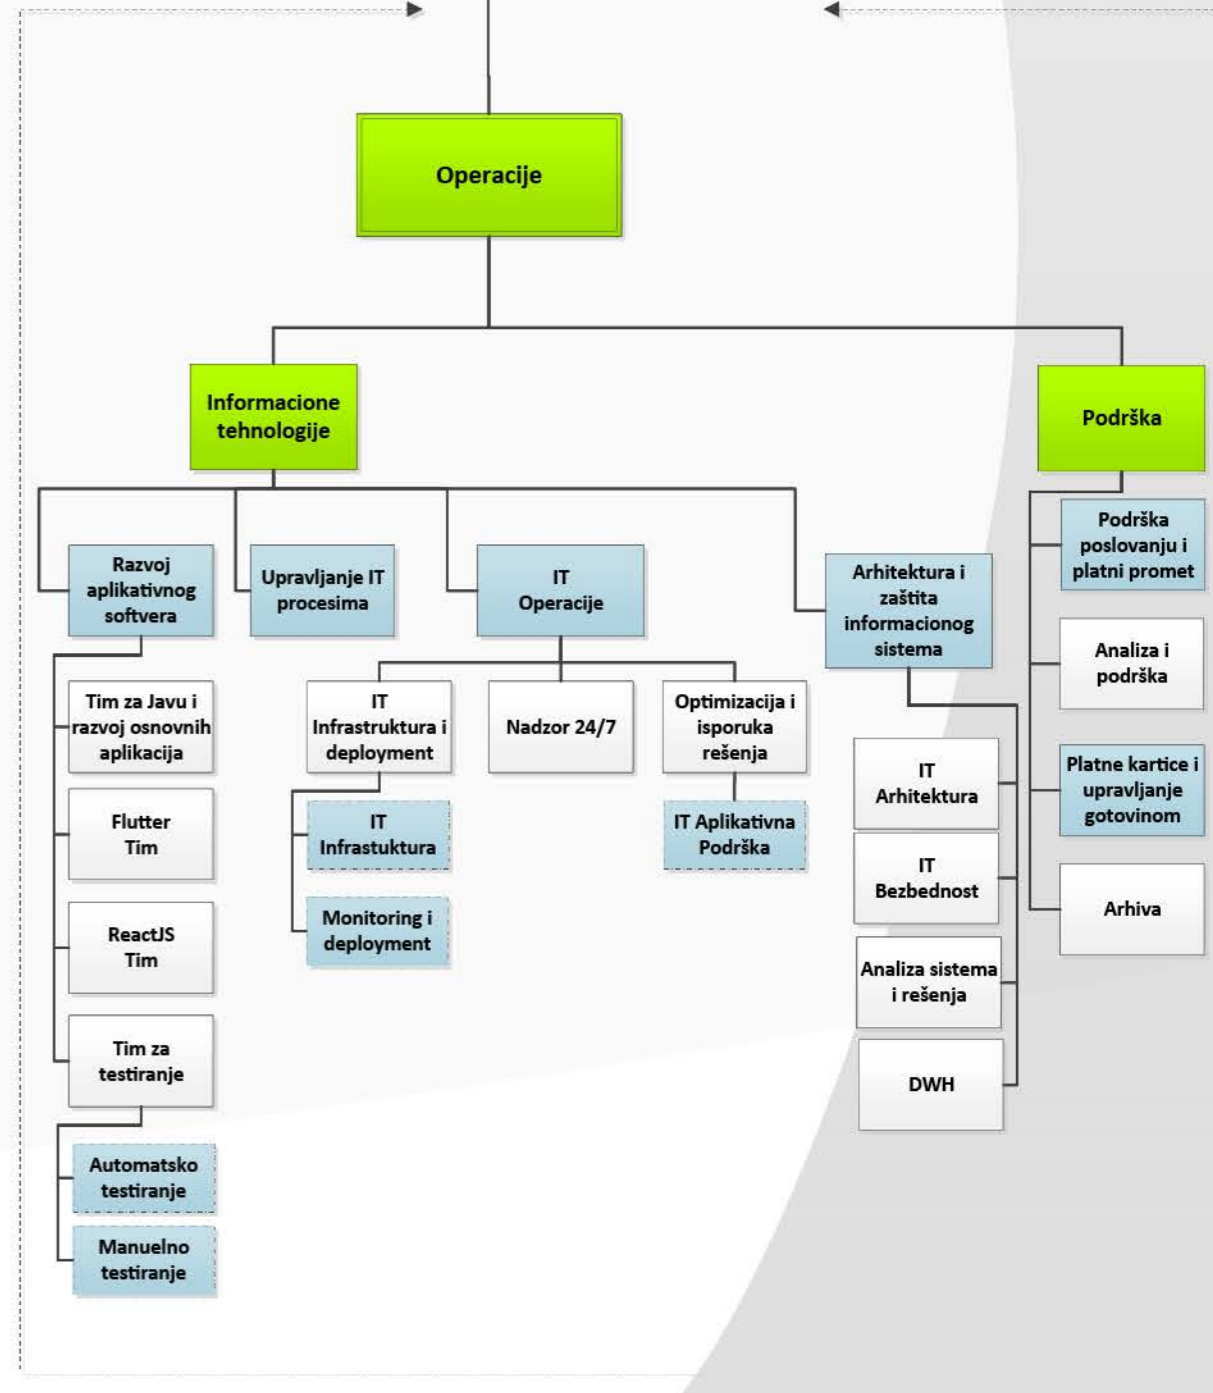 Operacije
Informacione
tehnologije
Podrška
Razvoj
aplikativnog
softvera
Upravljanje IT
procesima
IT
Operacije
Arhitektura i
zaštita
informacionog
sistema
Podrška
poslovanju i
platni promet
Tim za Javu i
razvoj osnovnih
aplikacija
Flutter
Tim
ReactJS
Tim
Tim za
testiranje
Automatsko
testiranje
Manuelno
testiranje
IT
Infrastruktura i
deployment
IT
Infrastuktura
Monitoring i
deployment
Nadzor 24/7
Optimizacija i
isporuka
rešenja
IT Aplikativna
Podrška
IT
Arhitektura
IT
Bezbednost
Analiza sistema
i rešenja
DWH
Analiza i
podrška
Platne kartice i
upravljanje
gotovinom
Arhiva